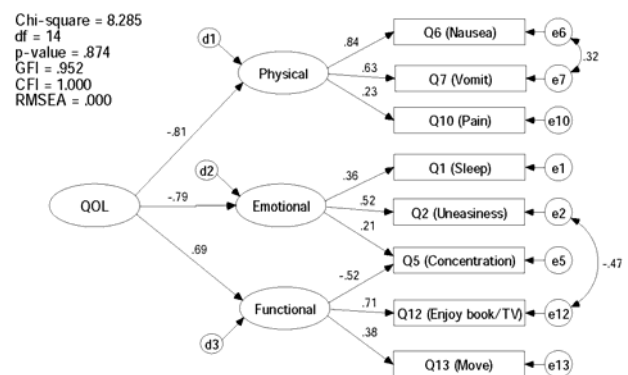 Chi-square = 8.285
df = 14
p-value = .874
GFI = .952
CFI = 1.000
RMSEA = .000
d1
Physical
.84
.63
.23
Q6 (Nausea)
e6
.32
Q7 (Vomit)
e7
Q10 (Pain)
e10
-.81
QOL
-.79
d2
Emotional
.36
.52
.21
Q1 (Sleep)
e1
Q2 (Uneasiness)
e2
Q5 (Concentration)
e5
-.47
.69
Functional
d3
-.52
.71
.38
Q12 (Enjoy book/TV)
e12
Q13 (Move)
e13